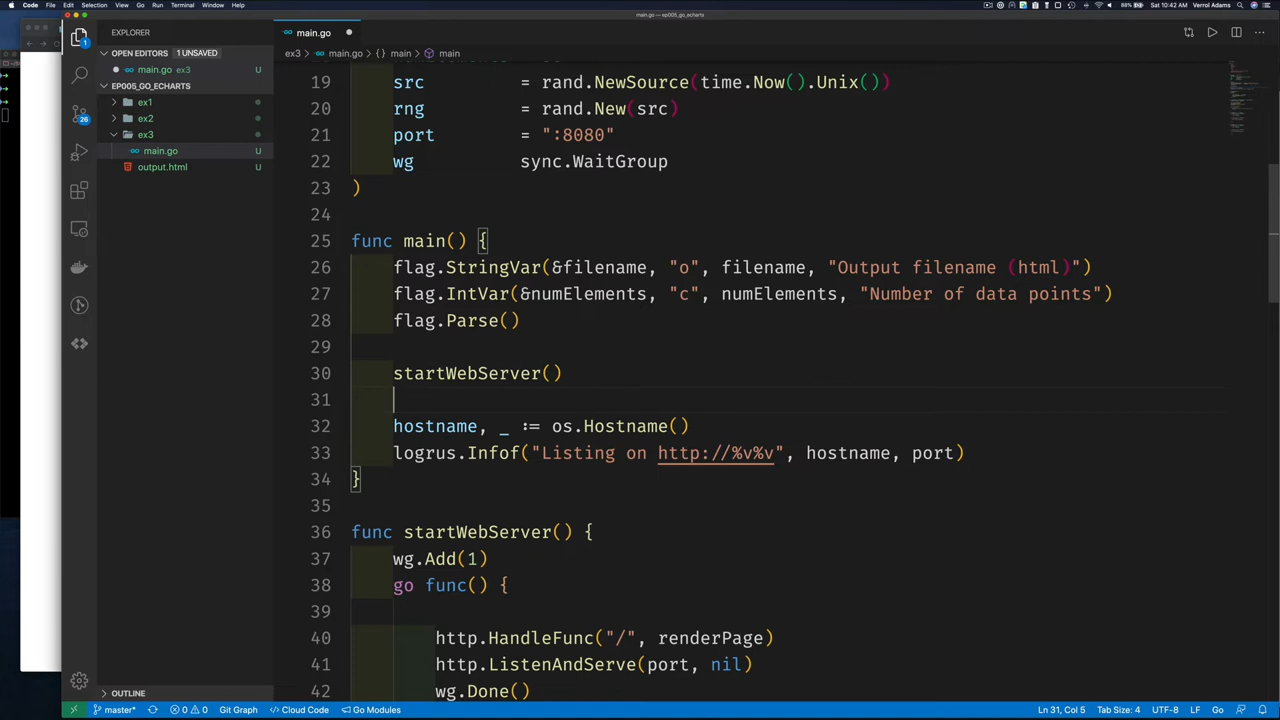 Code File Edit Selection View Go Run Terminal Window Help 88% Sat 10:42 AM Verrol Adams
main.go — ep005_go_echarts
EXPLORER
main.go
OPEN EDITORS 1 UNSAVED
ex3 main.go main main
main.go ex3 U
EP005_GO_ECHARTS
ex1
ex2
ex3
main.go U
output.html U
1
26
19 src = rand.NewSource(time.Now().Unix())
20 rng = rand.New(src)
21 port = ":8080"
22 wg sync.WaitGroup
23 )
24
25 func main() {
26 flag.StringVar(&filename, "o", filename, "Output filename (html)")
27 flag.IntVar(&numElements, "c", numElements, "Number of data points")
28 flag.Parse()
29
30 startWebServer()
31
32 hostname, _ := os.Hostname()
33 logrus.Infof("Listing on http://%v%v", hostname, port)
34 }
35
36 func startWebServer() {
37 wg.Add(1)
38 go func() {
39
40 http.HandleFunc("/", renderPage)
41 http.ListenAndServe(port, nil)
42 wg.Done()
OUTLINE
master* 0 0 Git Graph Cloud Code Go Modules Ln 31, Col 5 Tab Size: 4 UTF-8 LF Go